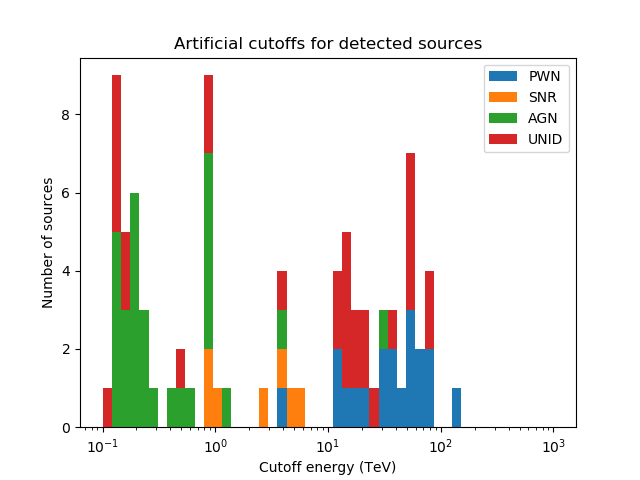 Artificial cutoffs for detected sources
PWN
SNR
AGN
UNID
Number of sources
8
6
4
2
0
10⁻¹
10⁰
10¹
10²
10³
Cutoff energy (TeV)